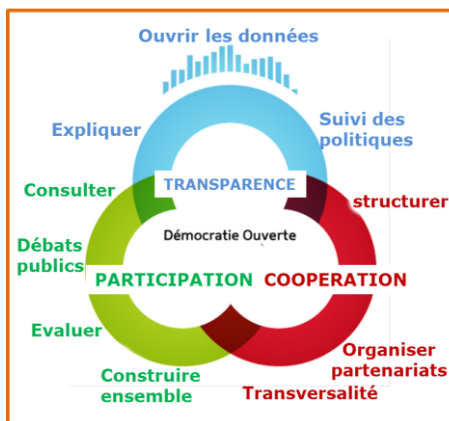 Ouvrir les données
Expliquer
Suivi des
politiques
Consulter
TRANSPARENCE
structurer
Débats
publics
Démocratie Ouverte
PARTICIPATION
COOPERATION
Evaluer
Organiser
partenariats
Construire
ensemble
Transversalité